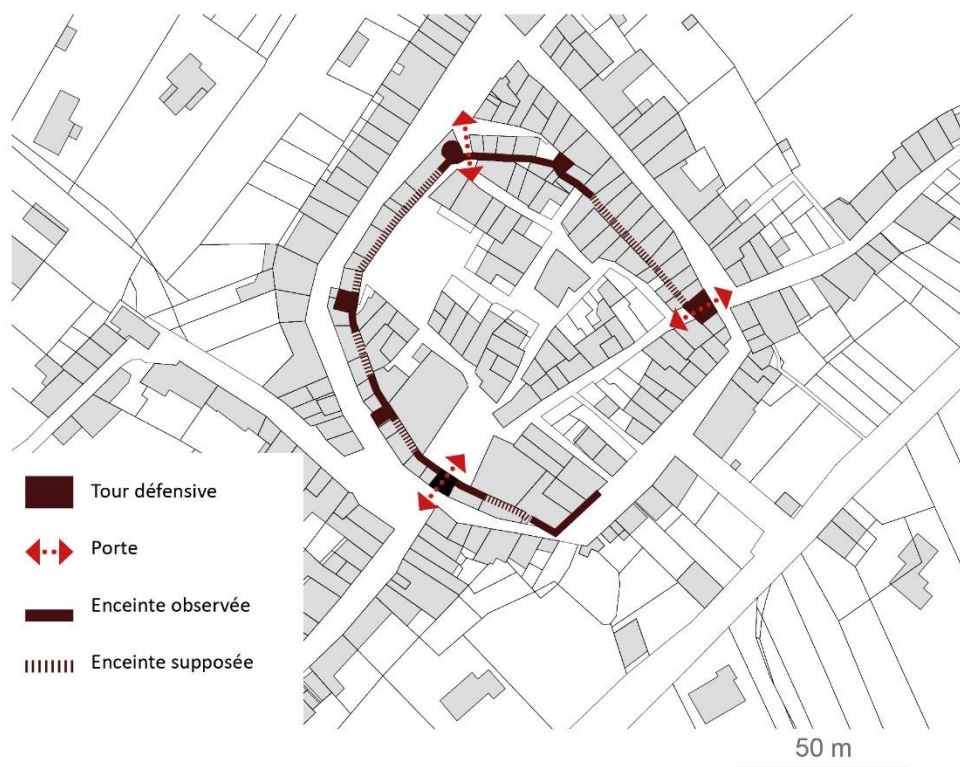 Tour défensive
Porte
Enceinte observée
Enceinte supposée
50 m